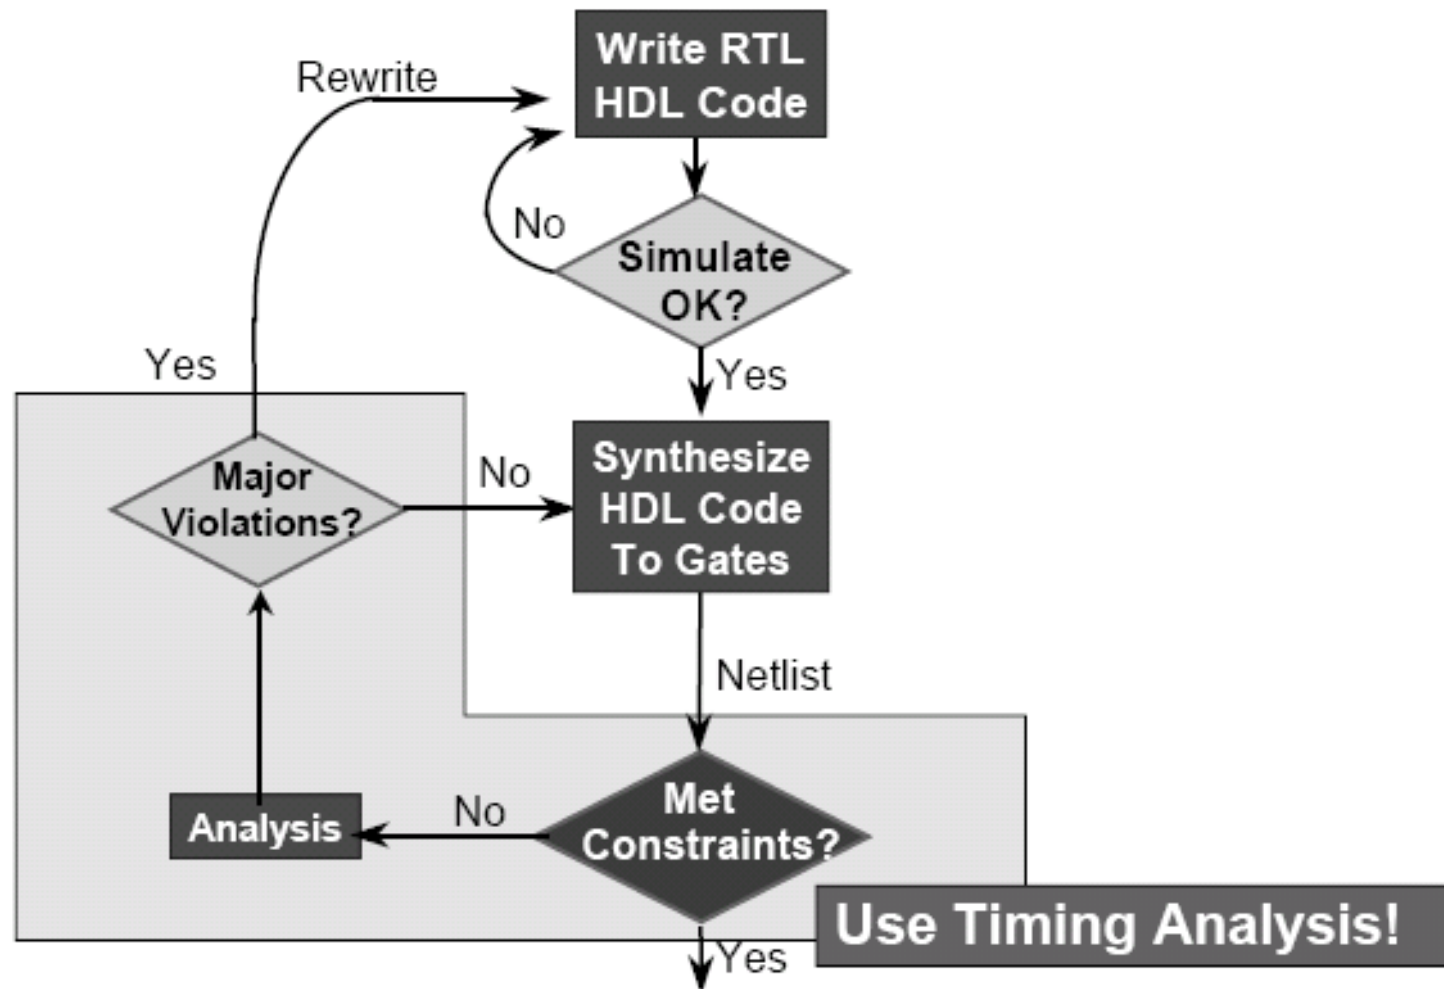 Write RTL
HDL Code
Rewrite
No
Simulate
OK?
Yes
Yes
Major
Violations?
No
Synthesize
HDL Code
To Gates
Netlist
Met
Constraints?
No
Analysis
Use Timing Analysis!
Yes